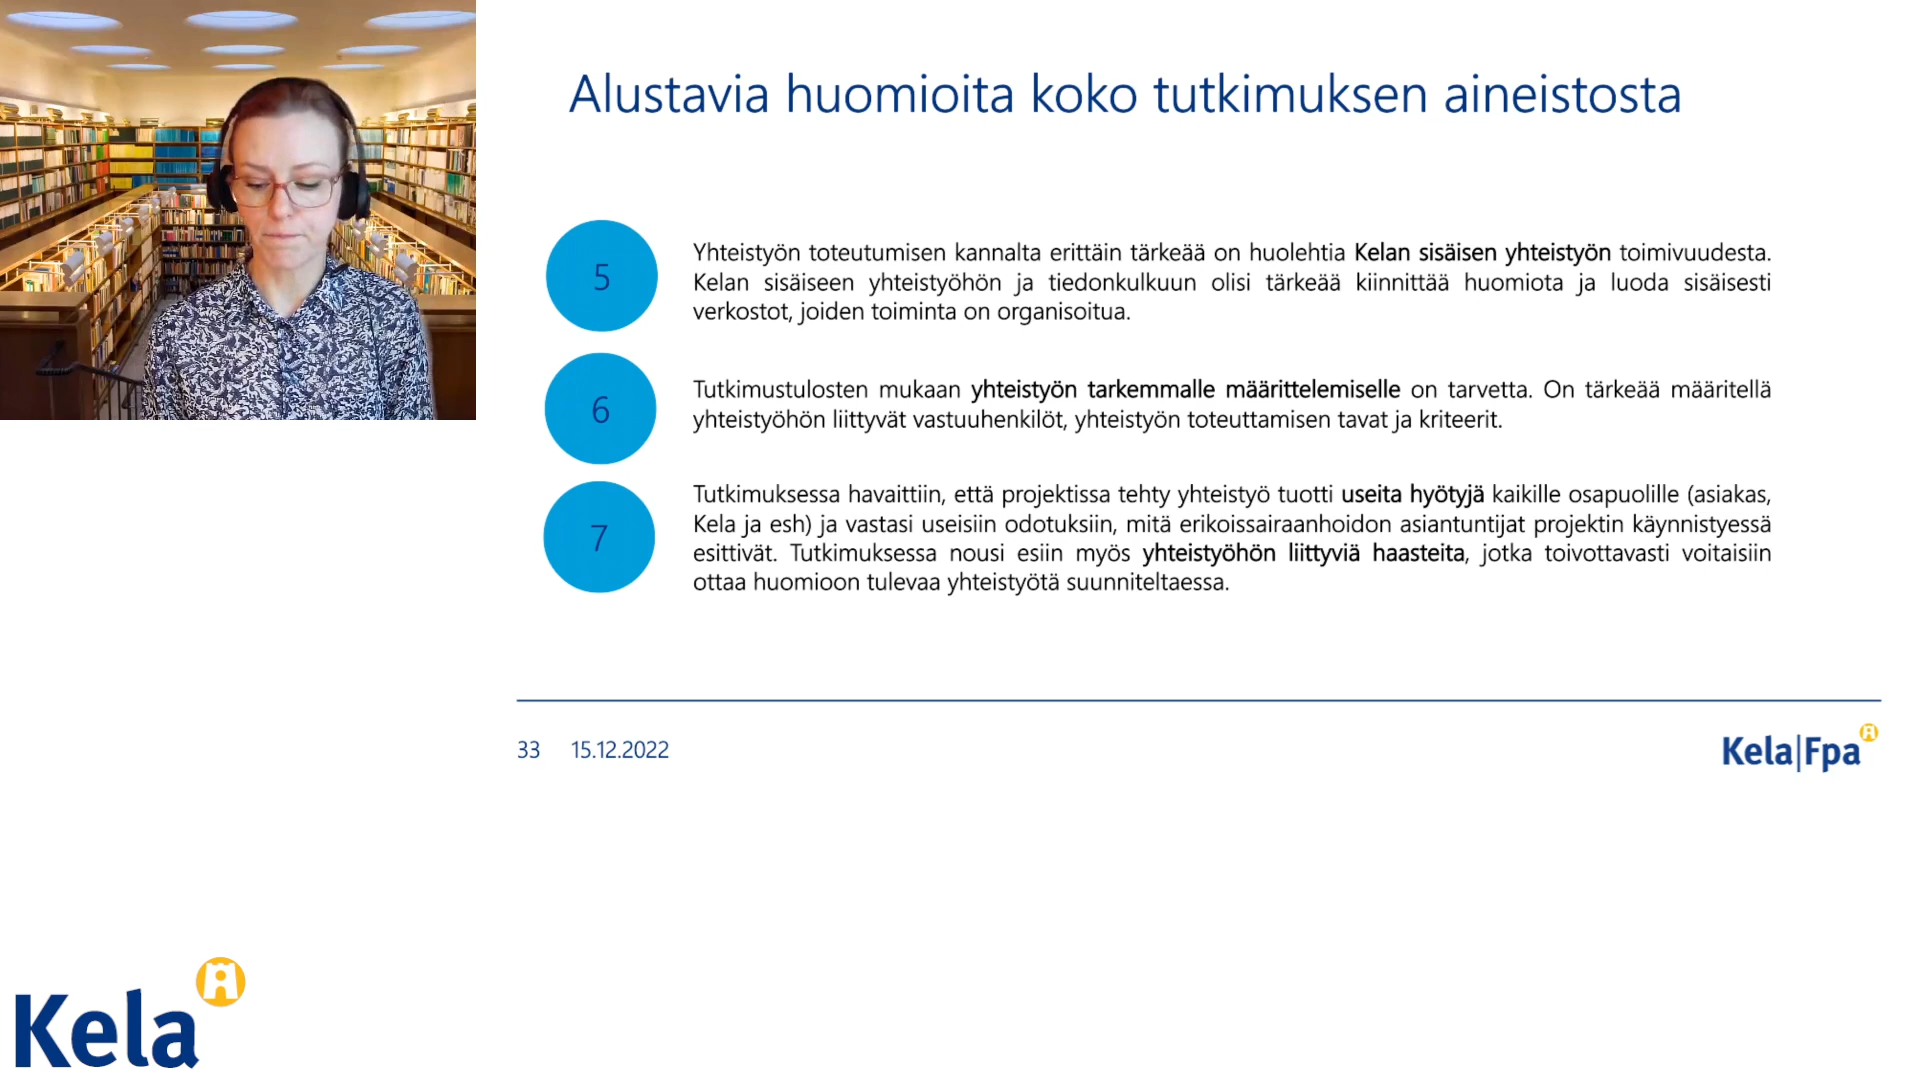 Alustavia huomioita koko tutkimuksen aineistosta
5
Yhteistyön toteutumisen kannalta erittäin tärkeää on huolehtia Kelan sisäisen yhteistyön toimivuudesta.
Kelan sisäiseen yhteistyöhön ja tiedonkulkuun olisi tärkeää kiinnittää huomiota ja luoda sisäisesti
verkostot, joiden toiminta on organisoitua.
6
Tutkimustulosten mukaan yhteistyön tarkemmalle määrittelemiselle on tarvetta. On tärkeää määritellä
yhteistyöhön liittyvät vastuuhenkilöt, yhteistyön toteuttamisen tavat ja kriteerit.
7
Tutkimuksessa havaittiin, että projektissa tehty yhteistyö tuotti useita hyötyjä kaikille osapuolille (asiakas,
Kela ja esh) ja vastasi useisiin odotuksiin, mitä erikoissairaanhoidon asiantuntijat projektin käynnistyessä
esittivät. Tutkimuksessa nousi esiin myös yhteistyöhön liittyviä haasteita, jotka toivottavasti voitaisiin
ottaa huomioon tulevaa yhteistyötä suunniteltaessa.
33 15.12.2022
Kela|Fpa
Kela